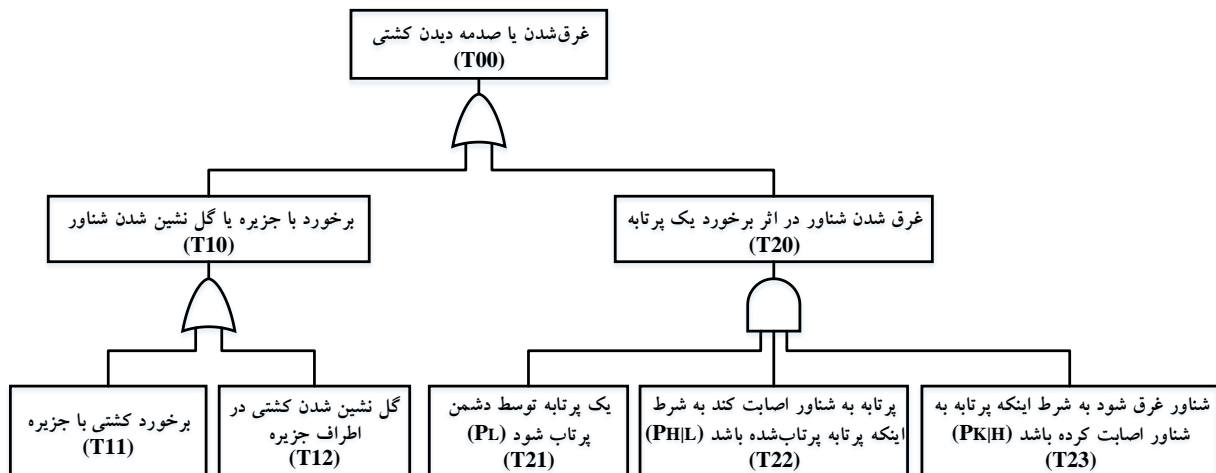 غرق‌شدن یا صدمه دیدن کشتی
(T00)
برخورد با جزیره یا گل نشین شدن شناور
(T10)
غرق شدن شناور در اثر برخورد یک پرتابه
(T20)
برخورد کشتی با جزیره
(T11)
گل نشین شدن کشتی در
اطراف جزیره
(T12)
یک پرتابه توسط دشمن
پرتاب شود (PL)
(T21)
پرتابه به شناور اصابت کند به شرط
اینکه پرتابه پرتاب‌شده باشد (PH|L)
(T22)
شناور غرق شود به شرط اینکه پرتابه به
شناور اصابت کرده باشد (PK|H)
(T23)